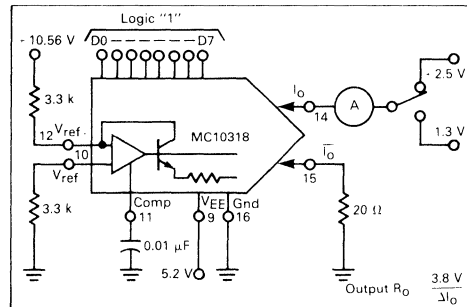 Logic "1"
- 10.56 V
D0 D7
3.3 k
12
Vref
10
Vref
3.3 k
MC10318
Comp
11
VEE
9
Gnd
16
0.01 µF
5.2 V
IO
14
A
- 2.5 V
1.3 V
IO
15
20 Ω
Output RO
3.8 V
ΔIO